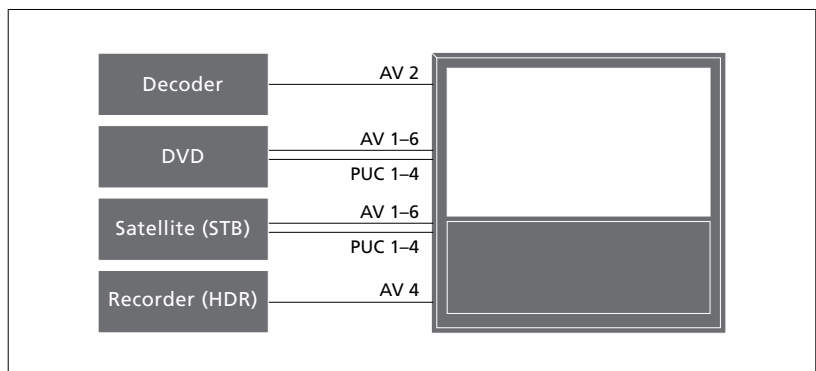 Decoder
AV 2
DVD
AV 1–6
PUC 1–4
Satellite (STB)
AV 1–6
PUC 1–4
Recorder (HDR)
AV 4